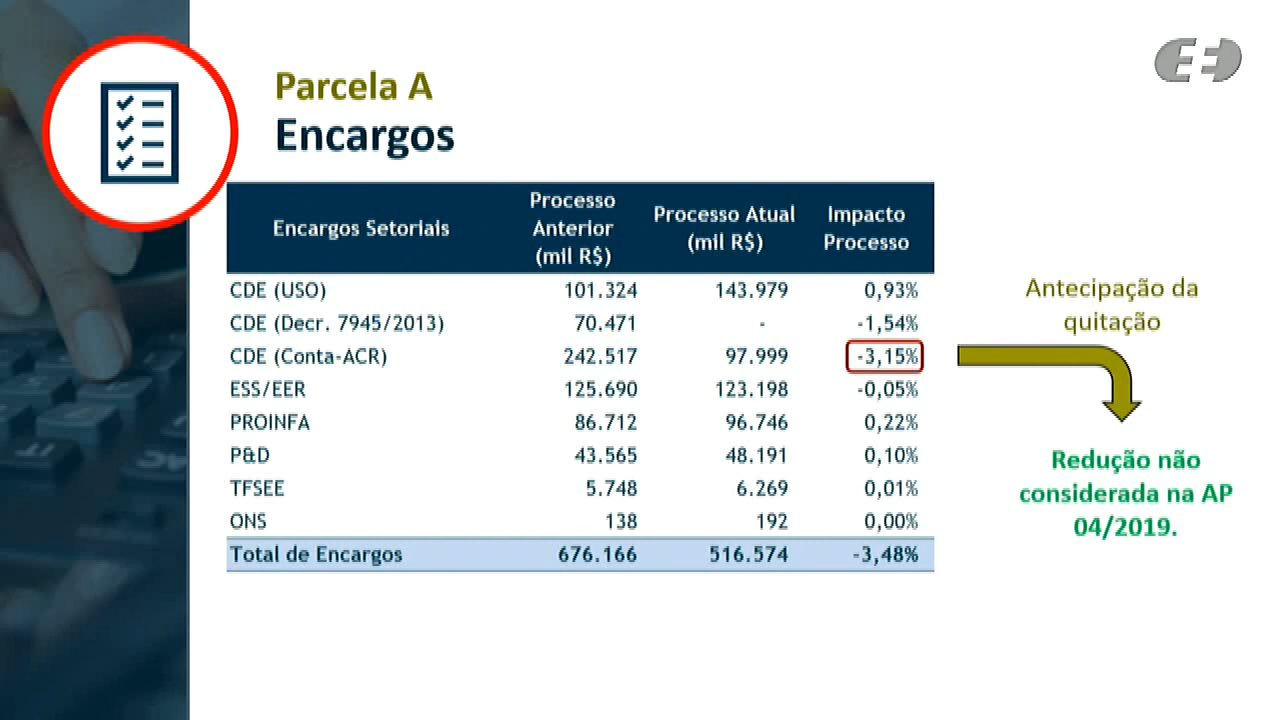 Parcela A
Encargos
Encargos Setoriais
Processo
Anterior
(mil R$)
Processo Atual
(mil R$)
Impacto
Processo
CDE (USO) 101.324 143.979 0,93%
CDE (Decr. 7945/2013) 70.471 - -1,54%
CDE (Conta-ACR) 242.517 97.999 -3,15%
ESS/EER 125.690 123.198 -0,05%
PROINFA 86.712 96.746 0,22%
P&D 43.565 48.191 0,10%
TFSEE 5.748 6.269 0,01%
ONS 138 192 0,00%
Total de Encargos 676.166 516.574 -3,48%
Antecipação da
quitação
Redução não
considerada na AP
04/2019.